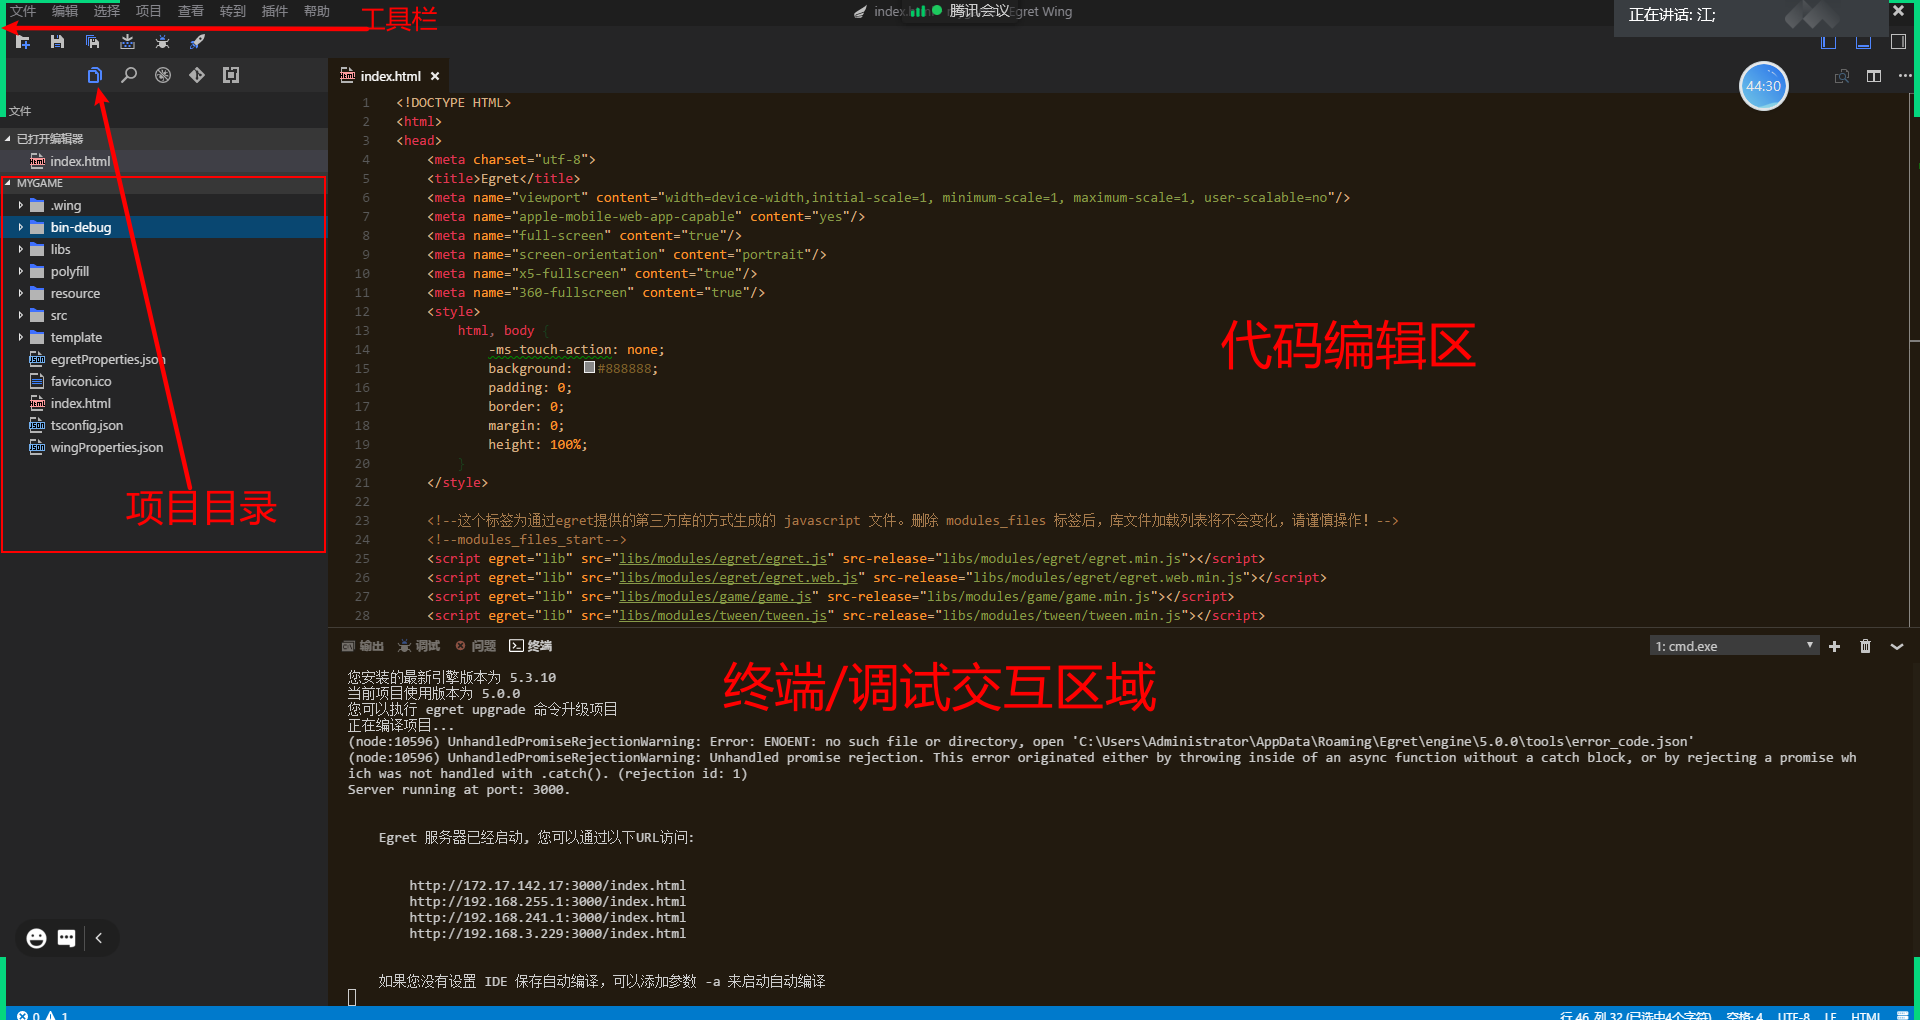 文件 编辑 选择 项目 查看 转到 插件 帮助
工具栏
腾讯会议
Egret Wing
正在讲话: 江;
44:30
文件
已打开编辑器
index.html
MYGAME
.wing
bin-debug
libs
polyfill
resource
src
template
egretProperties.json
favicon.ico
index.html
tsconfig.json
wingProperties.json
项目目录
index.html
1 <!DOCTYPE HTML>
2 <html>
3 <head>
4 <meta charset="utf-8">
5 <title>Egret</title>
6 <meta name="viewport" content="width=device-width,initial-scale=1, minimum-scale=1, maximum-scale=1, user-scalable=no"/>
7 <meta name="apple-mobile-web-app-capable" content="yes"/>
8 <meta name="full-screen" content="true"/>
9 <meta name="screen-orientation" content="portrait"/>
10 <meta name="x5-fullscreen" content="true"/>
11 <meta name="360-fullscreen" content="true"/>
12 <style>
13 html, body {
14 -ms-touch-action: none;
15 background: #888888;
16 padding: 0;
17 border: 0;
18 margin: 0;
19 height: 100%;
20 }
21 </style>
22
23 <!--这个标签为通过egret提供的第三方库的方式生成的 javascript 文件。删除 modules_files 标签后，库文件加载列表将不会变化，请谨慎操作！-->
24 <!--modules_files_start-->
25 <script egret="lib" src="libs/modules/egret/egret.js" src-release="libs/modules/egret/egret.min.js"></script>
26 <script egret="lib" src="libs/modules/egret/egret.web.js" src-release="libs/modules/egret/egret.web.min.js"></script>
27 <script egret="lib" src="libs/modules/game/game.js" src-release="libs/modules/game/game.min.js"></script>
28 <script egret="lib" src="libs/modules/tween/tween.js" src-release="libs/modules/tween/tween.min.js"></script>
代码编辑区
输出 调试 问题 终端
1: cmd.exe
终端/调试交互区域
您安装的最新引擎版本为 5.3.10
当前项目使用版本为 5.0.0
您可以执行 egret upgrade 命令升级项目
正在编译项目...
(node:10596) UnhandledPromiseRejectionWarning: Error: ENOENT: no such file or directory, open 'C:\Users\Administrator\AppData\Roaming\Egret\engine\5.0.0\tools\error_code.json'
(node:10596) UnhandledPromiseRejectionWarning: Unhandled promise rejection. This error originated either by throwing inside of an async function without a catch block, or by rejecting a promise wh
ich was not handled with .catch(). (rejection id: 1)
Server running at port: 3000.
Egret 服务器已经启动, 您可以通过以下URL访问:
http://172.17.142.17:3000/index.html
http://192.168.255.1:3000/index.html
http://192.168.241.1:3000/index.html
http://192.168.3.229:3000/index.html
如果您没有设置 IDE 保存自动编译，可以添加参数 -a 来启动自动编译
0 1
行 46, 列 32 (已选中4个字符) 空格: 4 UTF-8 LF HTML